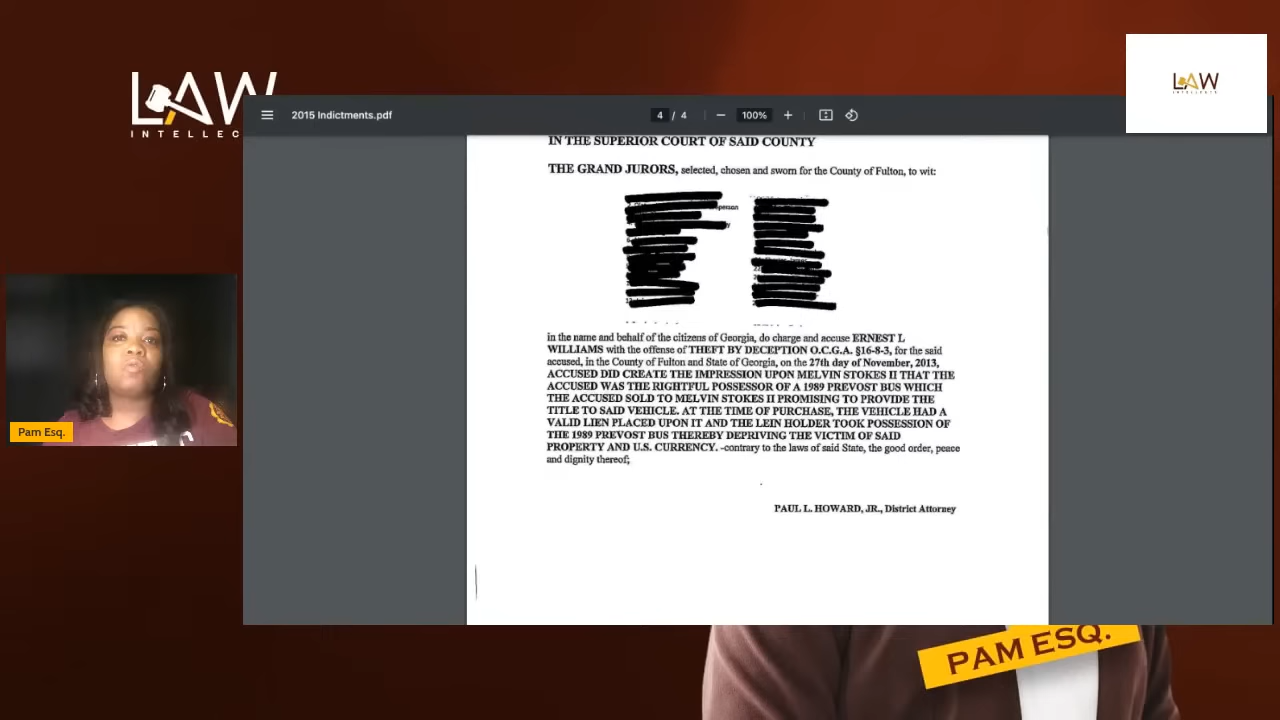 LAW
INTELLEC
LAW
2015 Indictments.pdf
4 / 4
100%
IN THE SUPERIOR COURT OF SAID COUNTY
THE GRAND JURORS, selected, chosen and sworn for the County of Fulton, to wit:
person
in the name and behalf of the citizens of Georgia, do charge and accuse ERNEST L
WILLIAMS with the offense of THEFT BY DECEPTION O.C.G.A. §16-8-3, for the said
accused, in the County of Fulton and State of Georgia, on the 27th day of November, 2013,
ACCUSED DID CREATE THE IMPRESSION UPON MELVIN STOKES II THAT THE
ACCUSED WAS THE RIGHTFUL POSSESSOR OF A 1989 PREVOST BUS WHICH
THE ACCUSED SOLD TO MELVIN STOKES II PROMISING TO PROVIDE THE
TITLE TO SAID VEHICLE. AT THE TIME OF PURCHASE, THE VEHICLE HAD A
VALID LIEN PLACED UPON IT AND THE LEIN HOLDER TOOK POSSESSION OF
THE 1989 PREVOST BUS THEREBY DEPRIVING THE VICTIM OF SAID
PROPERTY AND U.S. CURRENCY. -contrary to the laws of said State, the good order, peace
and dignity thereof;
PAUL L. HOWARD, JR., District Attorney
Pam Esq.
PAM ESQ.